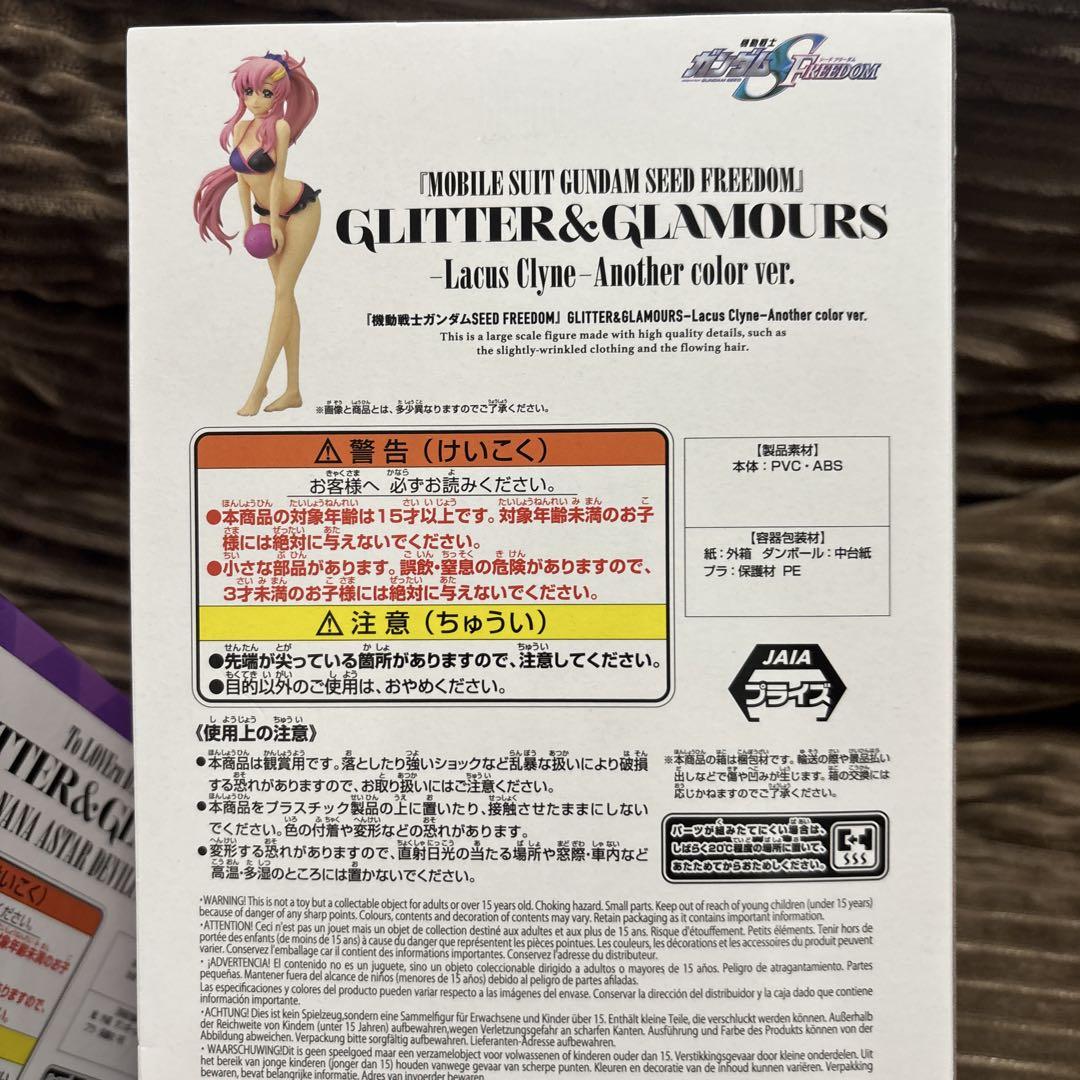 機動戦士
ガンダムSEED FREEDOM
『MOBILE SUIT GUNDAM SEED FREEDOM』
GLITTER&GLAMOURS
-Lacus Clyne-Another color ver.
『機動戦士ガンダムSEED FREEDOM』 GLITTER&GLAMOURS-Lacus Clyne-Another color ver.
This is a large scale figure made with high quality details, such as
the slightly-wrinkled clothing and the flowing hair.
※画像と商品とは、多少異なりますのでご了承ください。
⚠警告(けいこく)
お客様へ 必ずお読みください。
●本商品の対象年齢は15才以上です。対象年齢未満のお子
様には絶対に与えないでください。
●小さな部品があります。誤飲・窒息の危険がありますので、
3才未満のお子様には絶対に与えないでください。
⚠注意(ちゅうい)
●先端が尖っている箇所がありますので、注意してください。
●目的以外のご使用は、おやめください。
【製品素材】
本体:PVC・ABS
【容器包装材】
紙:外箱 ダンボール:中台紙
プラ:保護材 PE
JAIA
プライズ
《使用上の注意》
●本商品は観賞用です。落としたり強いショックなど乱暴な扱いにより破損
する恐れがありますので、お取り扱いにはご注意ください。
●本商品をプラスチック製品の上に置いたり、接触させたままにしない
でください。色の付着や変形などの恐れがあります。
●変形する恐れがありますので、直射日光の当たる場所や窓際・車内など
高温・多湿のところには置かないでください。
※本商品の箱は梱包材です。輸送の際や景品払い
出しなどで傷や凹みが生じます。箱の交換には
応じかねますのでご了承ください。
パーツが組みたてにくい場合は、
しばらく20℃程度の場所に置いて、
あたためてからおためしください。
•WARNING! This is not a toy but a collectable object for adults or over 15 years old. Choking hazard. Small parts. Keep out of reach of young children (under 15 years)
because of danger of any sharp points. Colours, contents and decoration of contents may vary. Retain packaging as it contains important information.
•ATTENTION! Ceci n'est pas un jouet mais un objet de collection destiné aux adultes et aux plus de 15 ans. Risque d'étouffement. Petits éléments. Tenir hors de
portée des enfants (de moins de 15 ans) à cause du danger que représentent les pièces pointues. Les couleurs, les décorations et les accessoires du produit peuvent
varier. Conservez l'emballage car il contient des informations importantes. Conservez l'adresse du distributeur.
• ¡ADVERTENCIA! El contenido no es un juguete, sino un objeto coleccionable dirigido a adultos o mayores de 15 años. Peligro de atragantamiento. Partes
pequeñas. Mantener fuera del alcance de niños (menores de 15 años) debido al peligro de partes afiladas.
Las especificaciones y colores del producto pueden variar respecto a las imágenes del envase. Conservar la dirección del distribuidor y la caja dado que contiene
información importante.
•ACHTUNG! Dies ist kein Spielzeug,sondern eine Sammelfigur für Erwachsene und Kinder über 15. Enthält kleine Teile, die verschluckt werden können. Außerhalb
der Reichweite von Kindern (unter 15 Jahren) aufbewahren,wegen Verletzungsgefahr an scharfen Kanten. Ausführung und Farbe des Produkts können von der
Abbildung abweichen. Verpackung bitte sorgfältig aufbewahren. Lieferanten-Adresse aufbewahren.
• WAARSCHUWING!Dit is geen speelgoed maar een verzamelobject voor volwassenen of kinderen ouder dan 15. Verstikkingsgevaar door kleine onderdelen. Uit
het bereik van jonge kinderen (jonger dan 15) houden vanwege gevaar van scherpe punten. Kleuren en decoratie van de inhoud kunnen variëren. Verpakking
bewaren, bevat belangrijke informatie. Adres van invoerder bewaren.